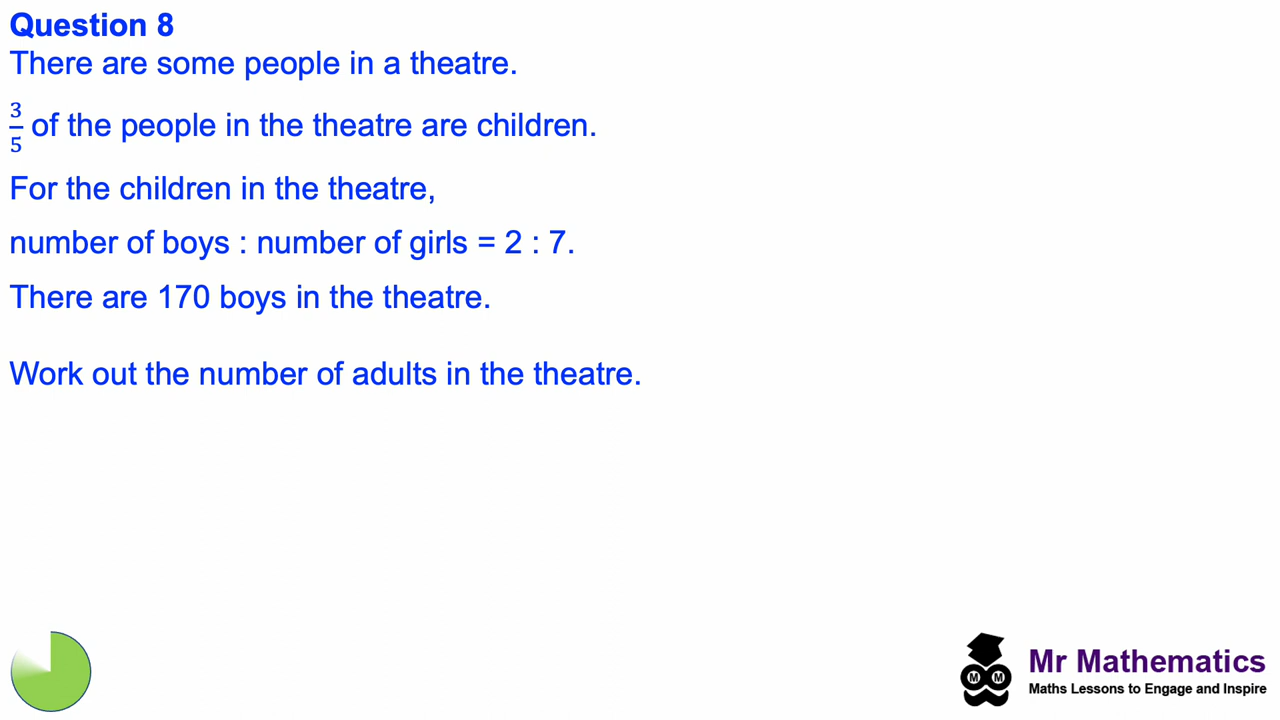 Question 8
There are some people in a theatre.
3/5 of the people in the theatre are children.
For the children in the theatre,
number of boys : number of girls = 2 : 7.
There are 170 boys in the theatre.
Work out the number of adults in the theatre.
M M
Mr Mathematics
Maths Lessons to Engage and Inspire